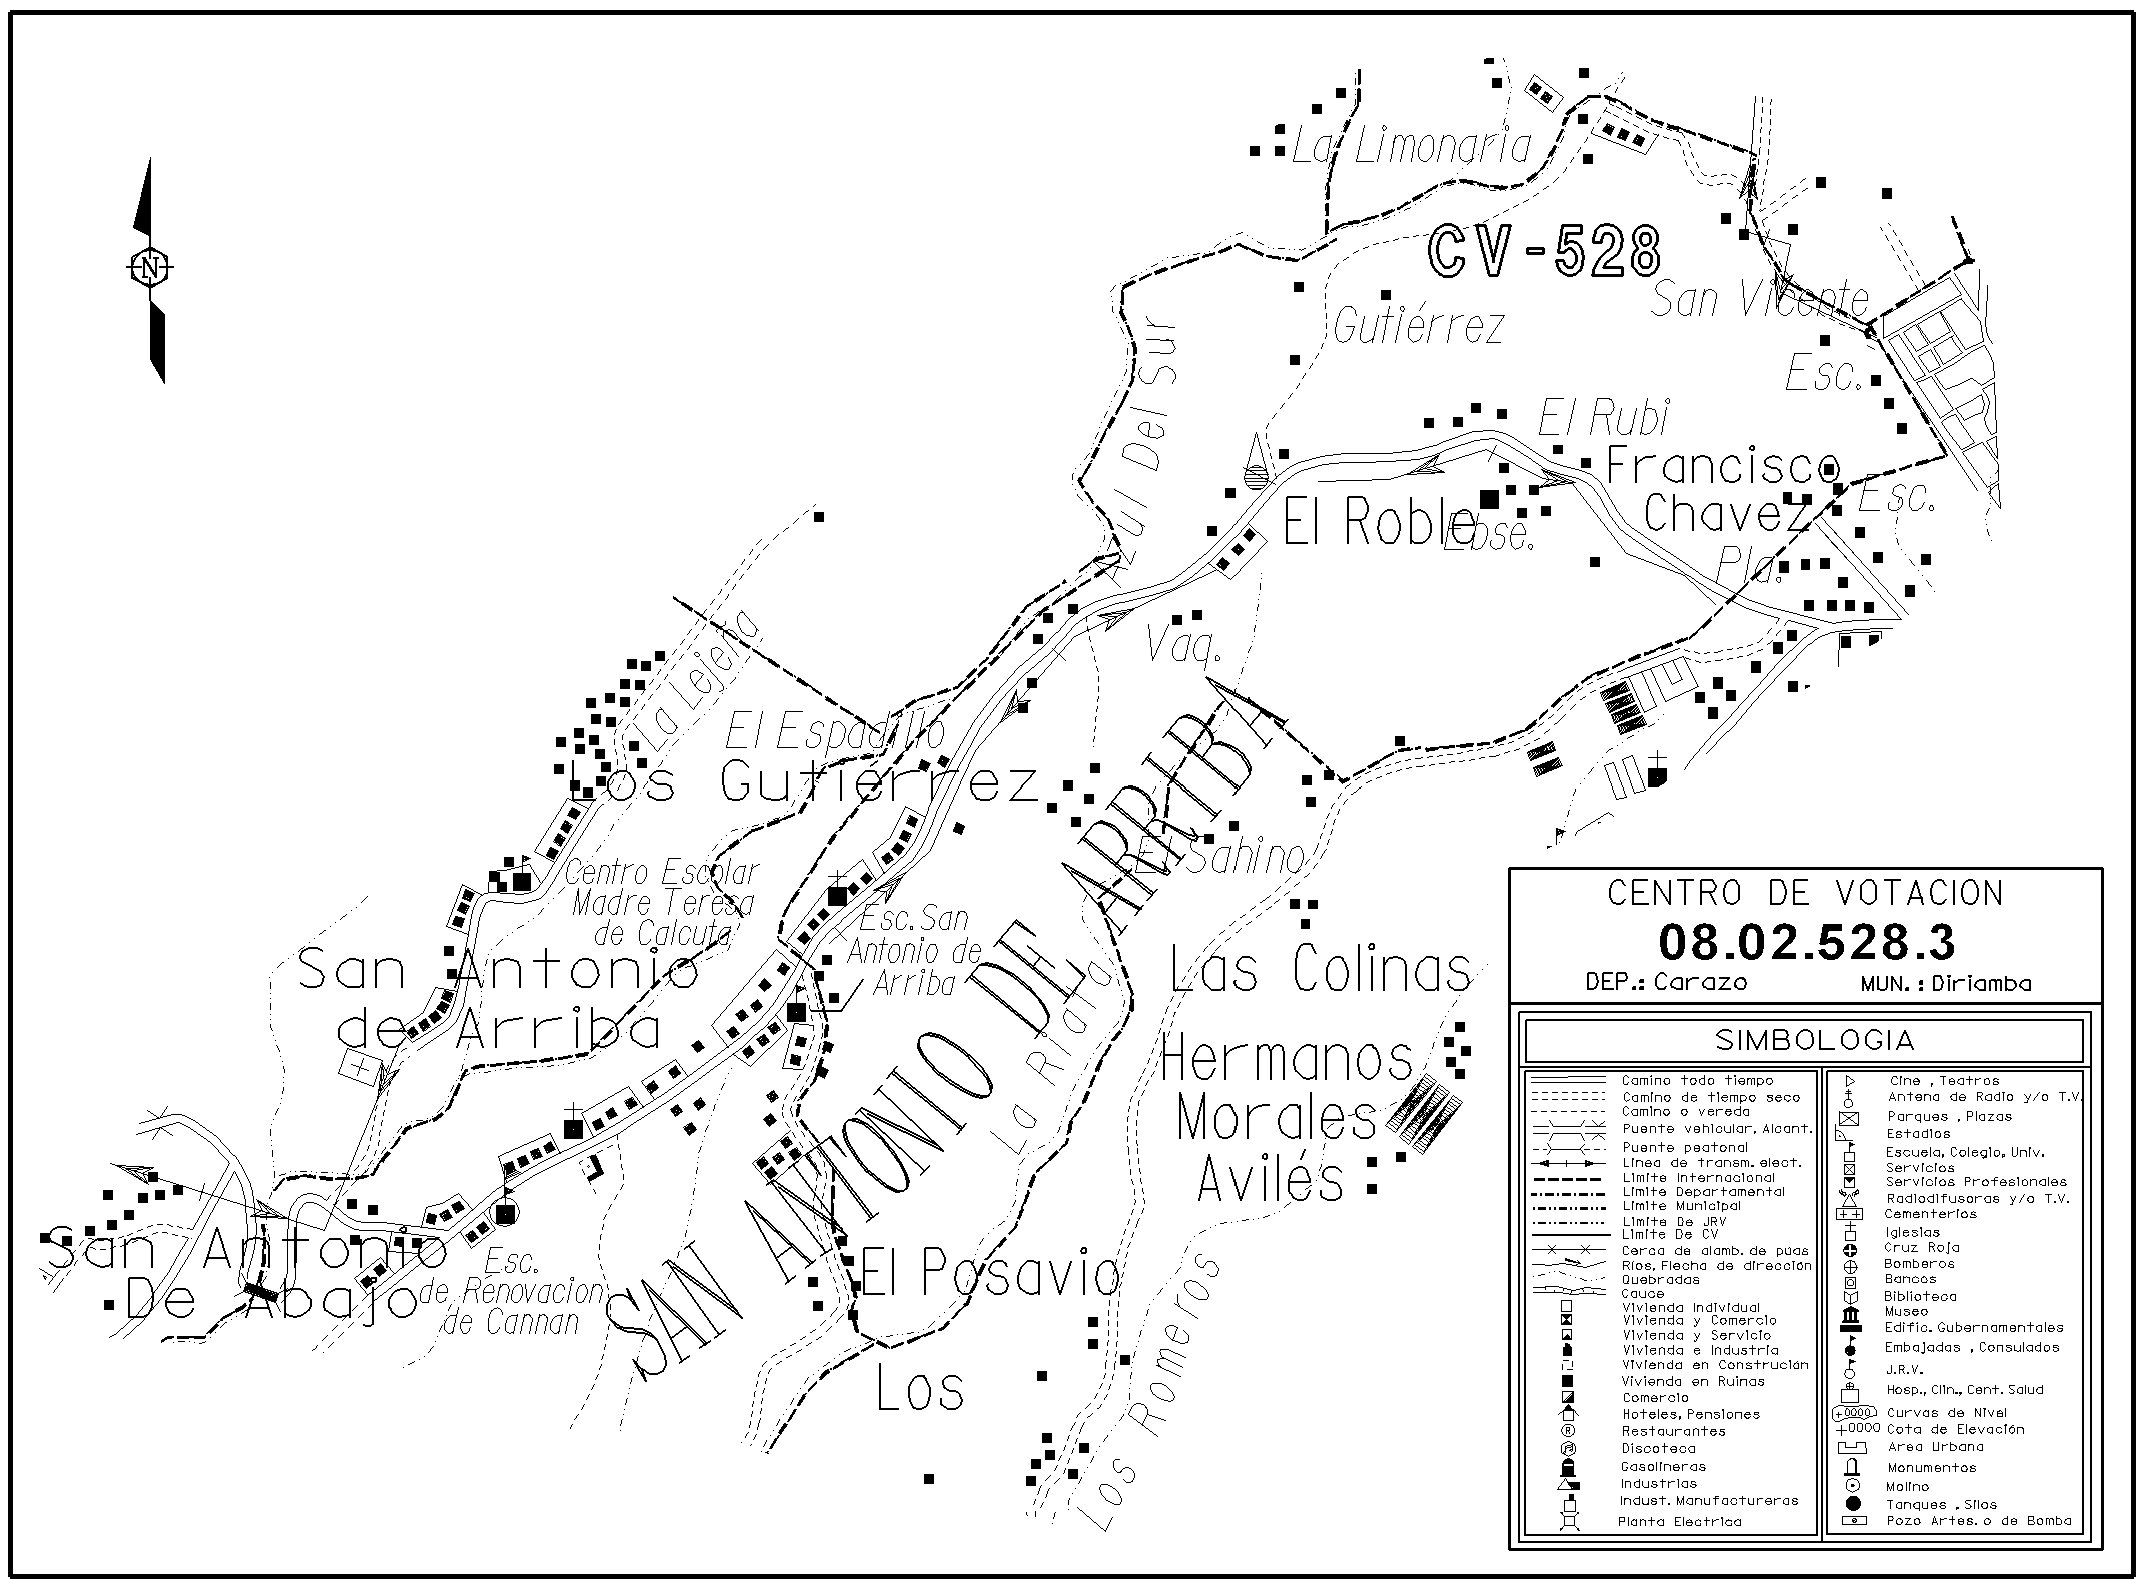 La Limonaria
CV-528
San Vicente
Gutiérrez
Azul Del Sur
Esc.
El Rubi
Francisco
Chavez
Esc.
El Roble
Ebse.
Pla.
N
Vaq.
La Lejeña
El Espadillo
Los Gutiérrez
SAN ANTONIO DE ARRIBA
El Sahino
Centro Escolar
Madre Teresa
de Calcuta
Esc. San
Antonio de
Arriba
San Antonio
de Arriba
La Riata
Las Colinas
Hermanos
Morales
Avilés
San Antonio
De Abajo
Esc.
de Renovacion
de Cannan
El Posavio
Los
Los Romeros
CENTRO DE VOTACION
08.02.528.3
DEP.: Carazo MUN. : Diriamba
SIMBOLOGIA
Camino todo tiempo
Camino de tiempo seco
Camino o vereda
Puente vehicular, Alcant.
Puente peatonal
Linea de transm. elect.
Limite Internacional
Limite Departamental
Limite Municipal
Limite De JRV
Limite De CV
Cerca de alamb. de púas
Ríos, Flecha de dirección
Quebradas
Cauce
Vivienda Individual
Vivienda y Comercio
Vivienda y Servicio
Vivienda e Industria
Vivienda en Construción
Vivienda en Ruinas
Comercio
Hoteles, Pensiones
R Restaurantes
Discoteca
Gasolineras
Industrias
Indust. Manufactureras
Planta Electrica
Cine , Teatros
Antena de Radio y/o T.V.
Parques , Plazas
Estadios
Escuela, Colegio, Univ.
Servicios
Servicios Profesionales
Radiodifusoras y/o T.V.
Cementerios
Iglesias
Cruz Roja
Bomberos
Bancos
Biblioteca
Museo
Edific. Gubernamentales
Embajadas , Consulados
J.R.V.
Hosp., Clin., Cent. Salud
+0000 Curvas de Nivel
+0000 Cota de Elevación
Area Urbana
Monumentos
Molino
Tanques , Silos
Pozo Artes. o de Bomba